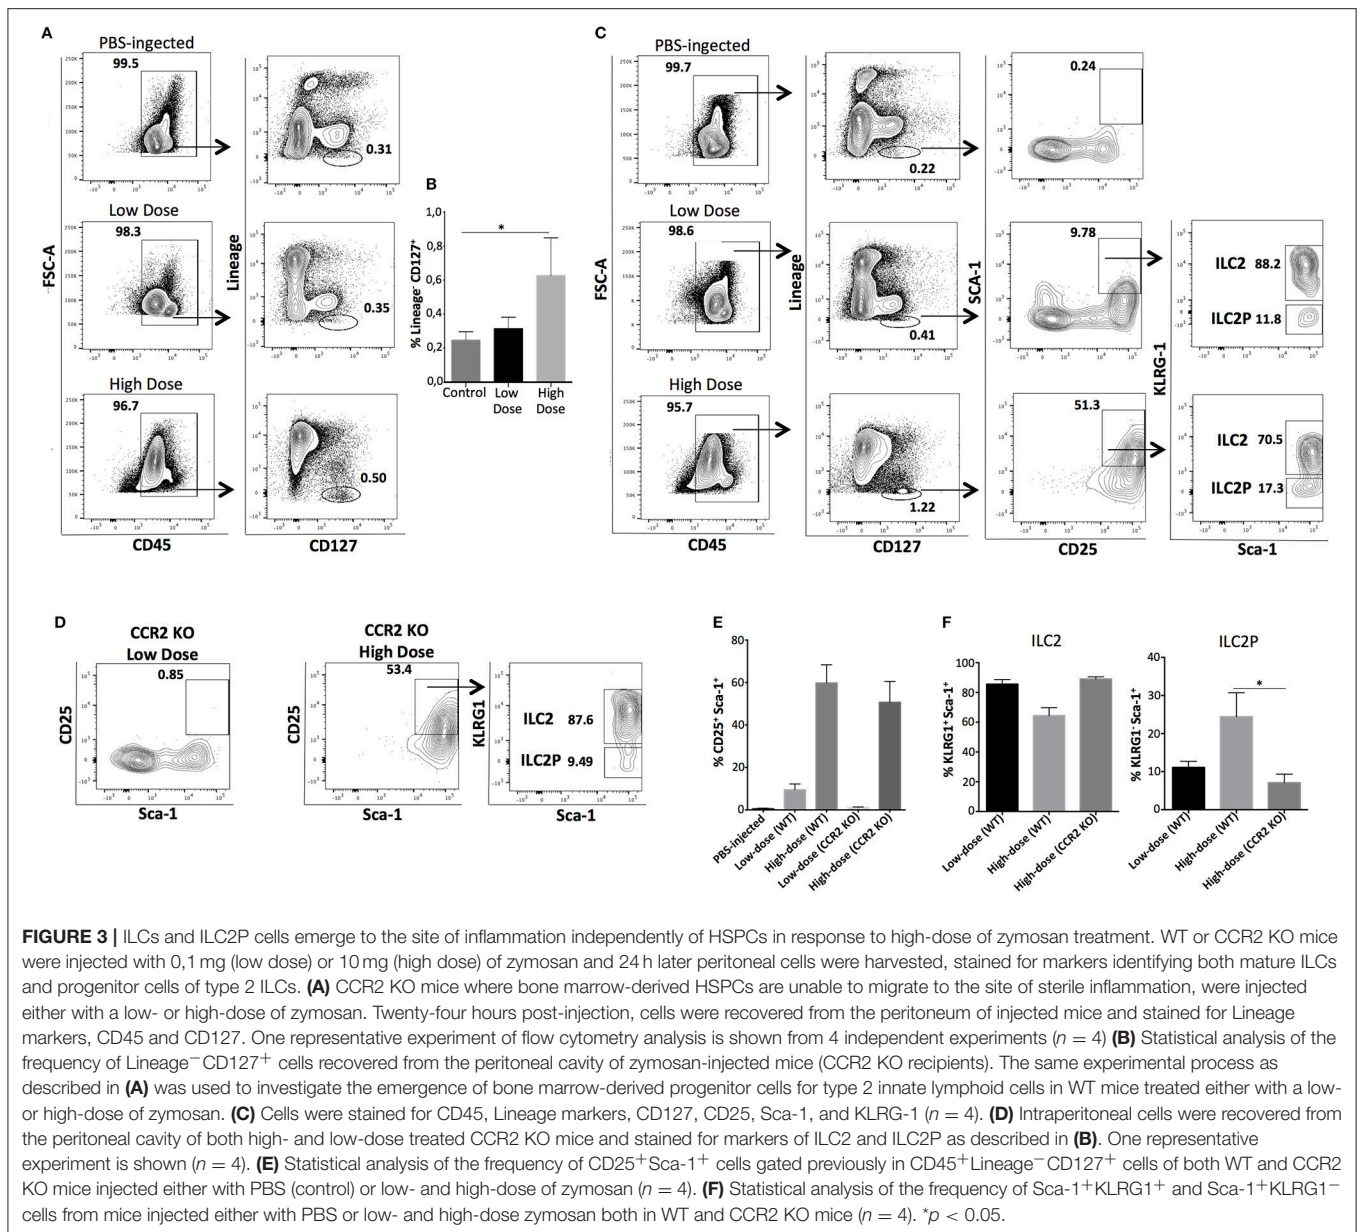 A
PBS-ingected
99.5
0.31
Low Dose
98.3
0.35
High Dose
96.7
0.50
FSC-A
Lineage
CD45
CD127
B
% Lineage⁻ CD127⁺
1,0
0,8
0,6
0,4
0,2
0,0
*
Control
Low Dose
High Dose
C
PBS-ingected
99.7
0.22
0.24
Low Dose
98.6
0.41
9.78
ILC2 88.2
ILC2P 11.8
High Dose
95.7
1.22
51.3
ILC2 70.5
ILC2P 17.3
FSC-A
Lineage
SCA-1
KLRG-1
CD45
CD127
CD25
Sca-1
D
CCR2 KO
Low Dose
0.85
CD25
Sca-1
CCR2 KO
High Dose
53.4
CD25
Sca-1
KLRG1
ILC2 87.6
ILC2P 9.49
Sca-1
E
% CD25⁺ Sca-1⁺
80
60
40
20
0
PBS-injected
Low-dose (WT)
High-dose (WT)
Low-dose (CCR2 KO)
High-dose (CCR2 KO)
F
ILC2
% KLRG1⁺ Sca-1⁺
100
80
60
40
20
0
Low-dose (WT)
High-dose (WT)
High-dose (CCR2 KO)
ILC2P
% KLRG1⁻ Sca-1⁺
40
30
20
10
0
*
Low-dose (WT)
High-dose (WT)
High-dose (CCR2 KO)
FIGURE 3 | ILCs and ILC2P cells emerge to the site of inflammation independently of HSPCs in response to high-dose of zymosan treatment. WT or CCR2 KO mice
were injected with 0,1 mg (low dose) or 10 mg (high dose) of zymosan and 24 h later peritoneal cells were harvested, stained for markers identifying both mature ILCs
and progenitor cells of type 2 ILCs. (A) CCR2 KO mice where bone marrow-derived HSPCs are unable to migrate to the site of sterile inflammation, were injected
either with a low- or high-dose of zymosan. Twenty-four hours post-injection, cells were recovered from the peritoneum of injected mice and stained for Lineage
markers, CD45 and CD127. One representative experiment of flow cytometry analysis is shown from 4 independent experiments (n = 4) (B) Statistical analysis of the
frequency of Lineage⁻CD127⁺ cells recovered from the peritoneal cavity of zymosan-injected mice (CCR2 KO recipients). The same experimental process as
described in (A) was used to investigate the emergence of bone marrow-derived progenitor cells for type 2 innate lymphoid cells in WT mice treated either with a low-
or high-dose of zymosan. (C) Cells were stained for CD45, Lineage markers, CD127, CD25, Sca-1, and KLRG-1 (n = 4). (D) Intraperitoneal cells were recovered from
the peritoneal cavity of both high- and low-dose treated CCR2 KO mice and stained for markers of ILC2 and ILC2P as described in (B). One representative
experiment is shown (n = 4). (E) Statistical analysis of the frequency of CD25⁺Sca-1⁺ cells gated previously in CD45⁺Lineage⁻CD127⁺ cells of both WT and CCR2
KO mice injected either with PBS (control) or low- and high-dose of zymosan (n = 4). (F) Statistical analysis of the frequency of Sca-1⁺KLRG1⁺ and Sca-1⁺KLRG1⁻
cells from mice injected either with PBS or low- and high-dose zymosan both in WT and CCR2 KO mice (n = 4). *p < 0.05.